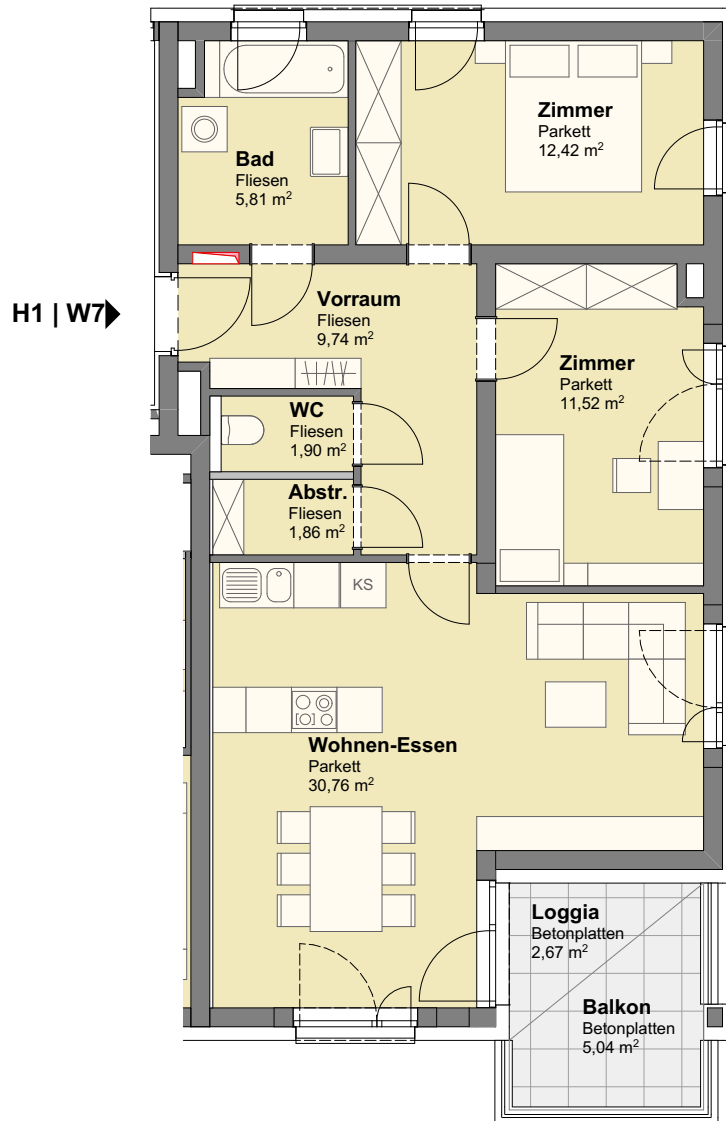 Zimmer
Parkett
12,42 m²
Bad
Fliesen
5,81 m²
H1 | W7
Vorraum
Fliesen
9,74 m²
Zimmer
Parkett
11,52 m²
WC
Fliesen
1,90 m²
Abstr.
Fliesen
1,86 m²
KS
Wohnen-Essen
Parkett
30,76 m²
Loggia
Betonplatten
2,67 m²
Balkon
Betonplatten
5,04 m²